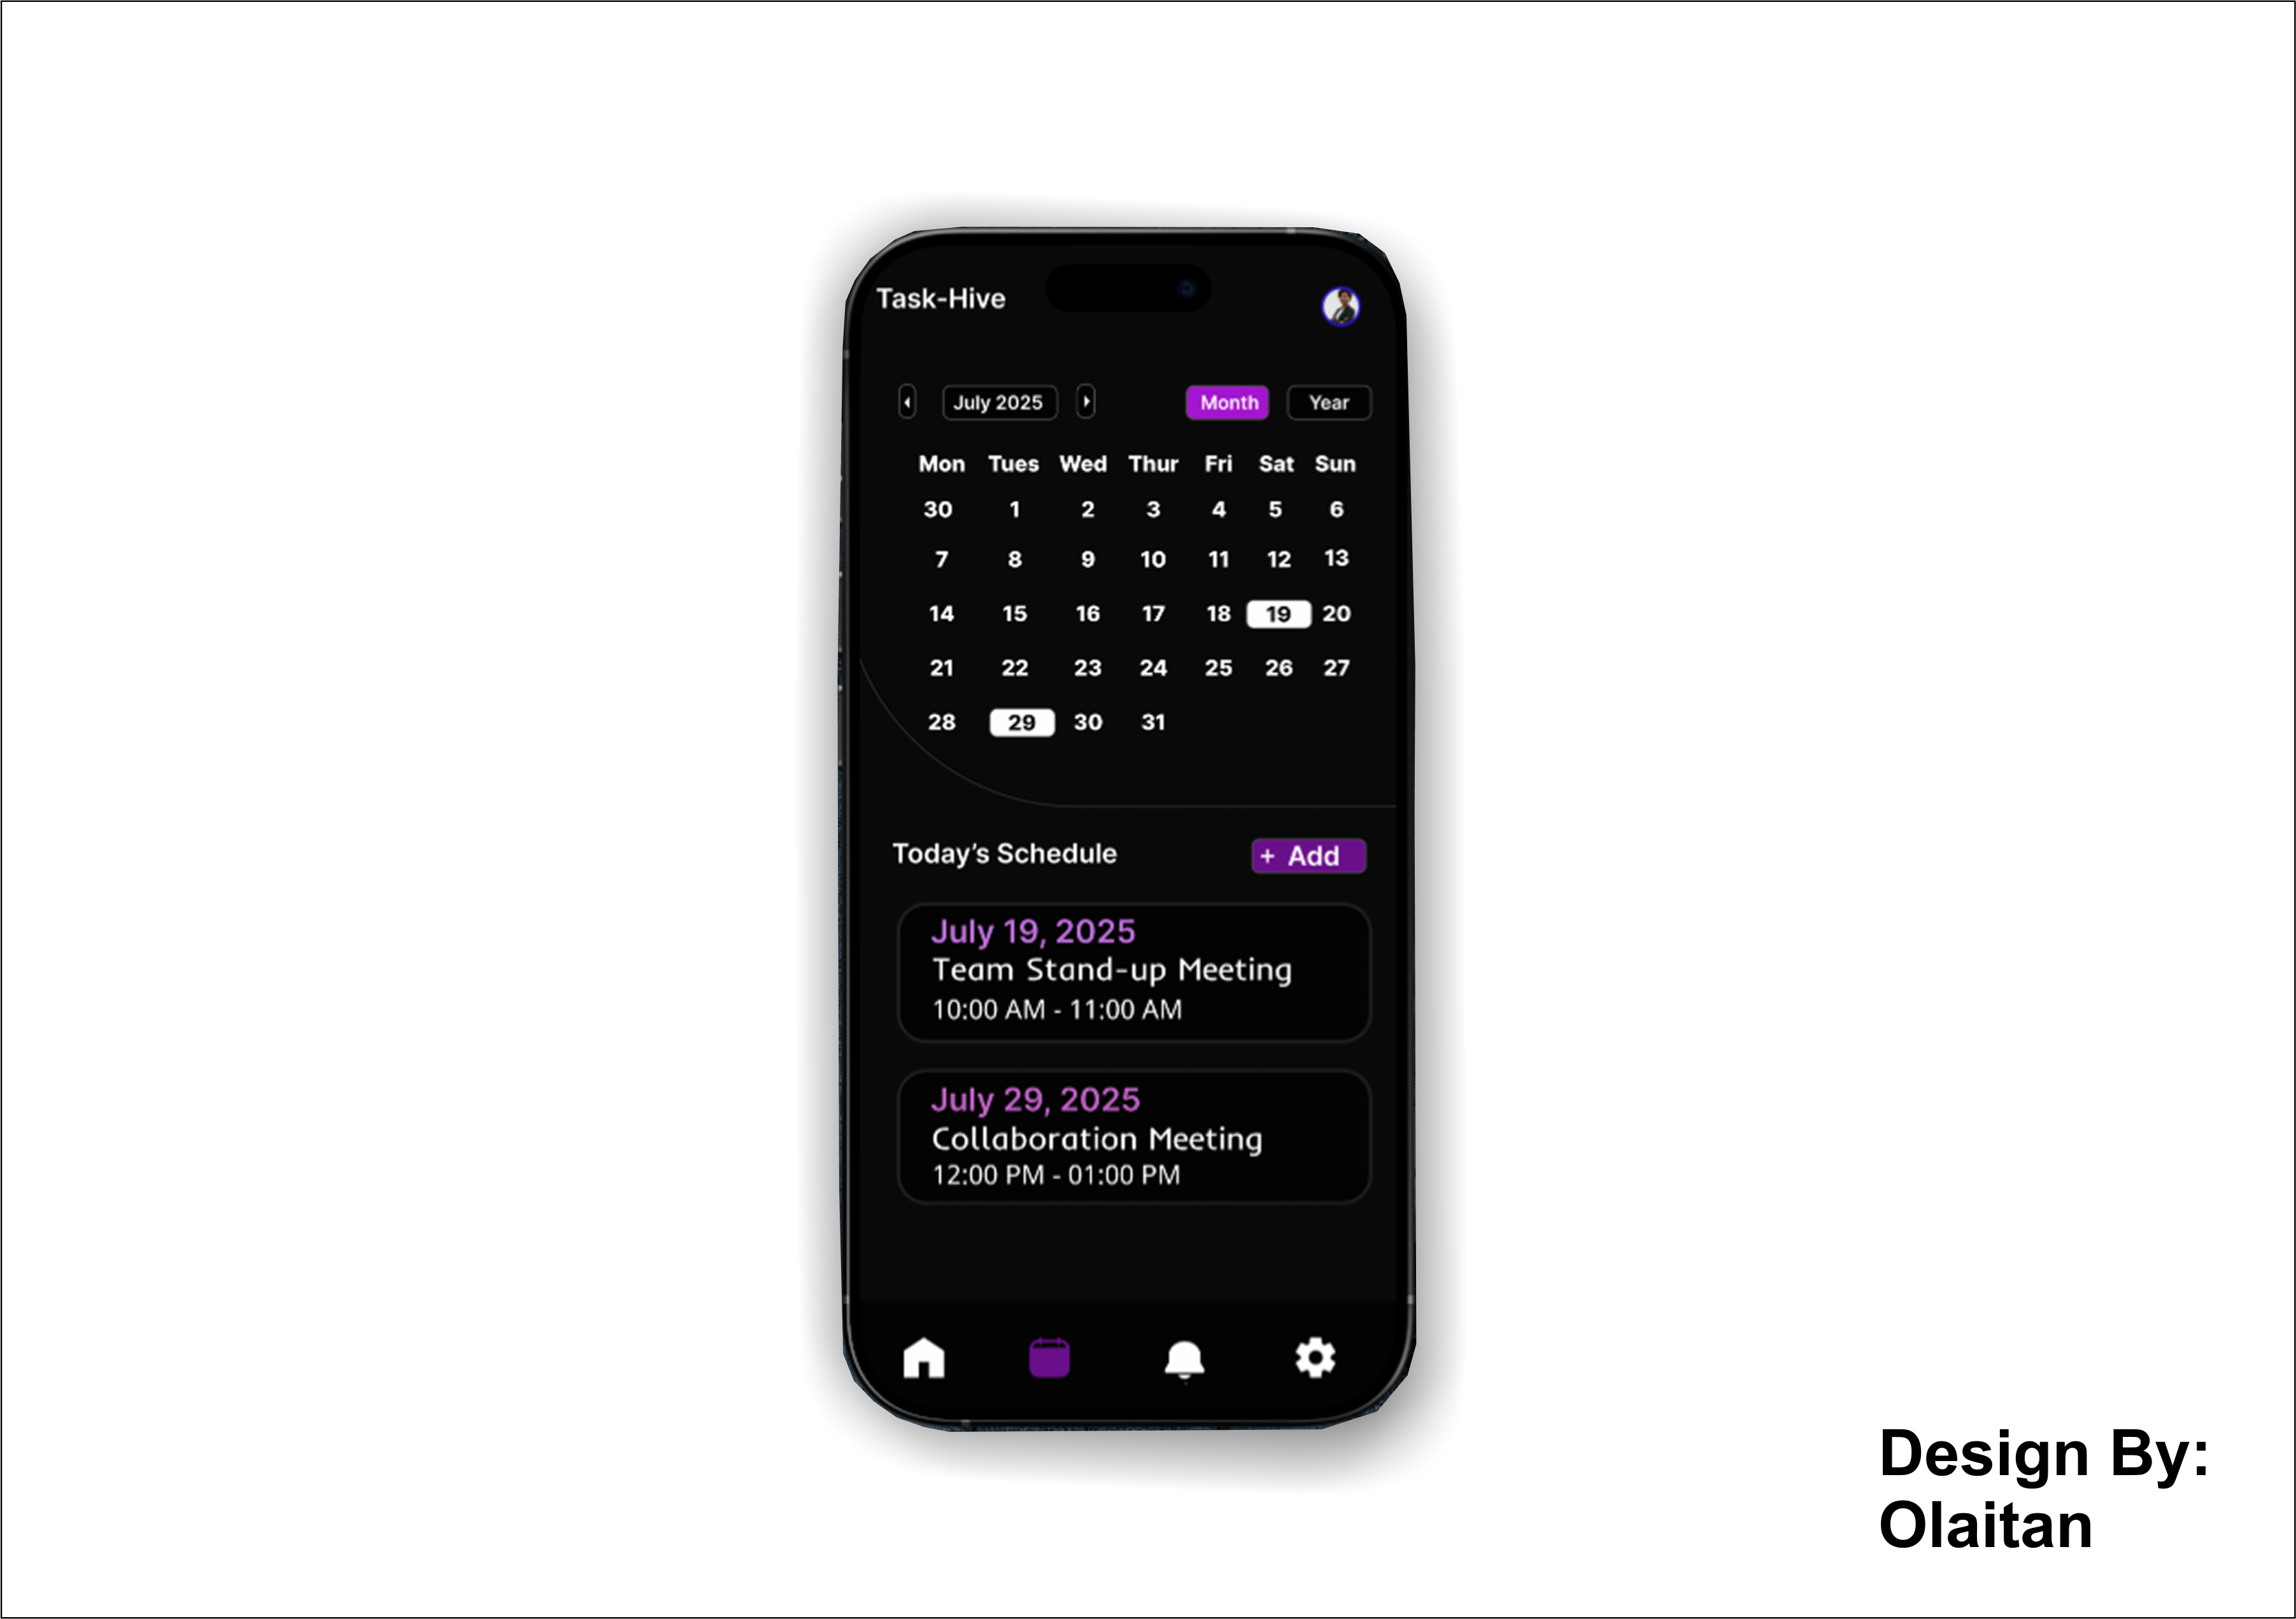 Task-Hive
July 2025 Month Year
Mon Tues Wed Thur Fri Sat Sun
30 1 2 3 4 5 6
7 8 9 10 11 12 13
14 15 16 17 18 19 20
21 22 23 24 25 26 27
28 29 30 31
Today’s Schedule + Add
July 19, 2025
Team Stand-up Meeting
10:00 AM - 11:00 AM
July 29, 2025
Collaboration Meeting
12:00 PM - 01:00 PM
Design By:
Olaitan